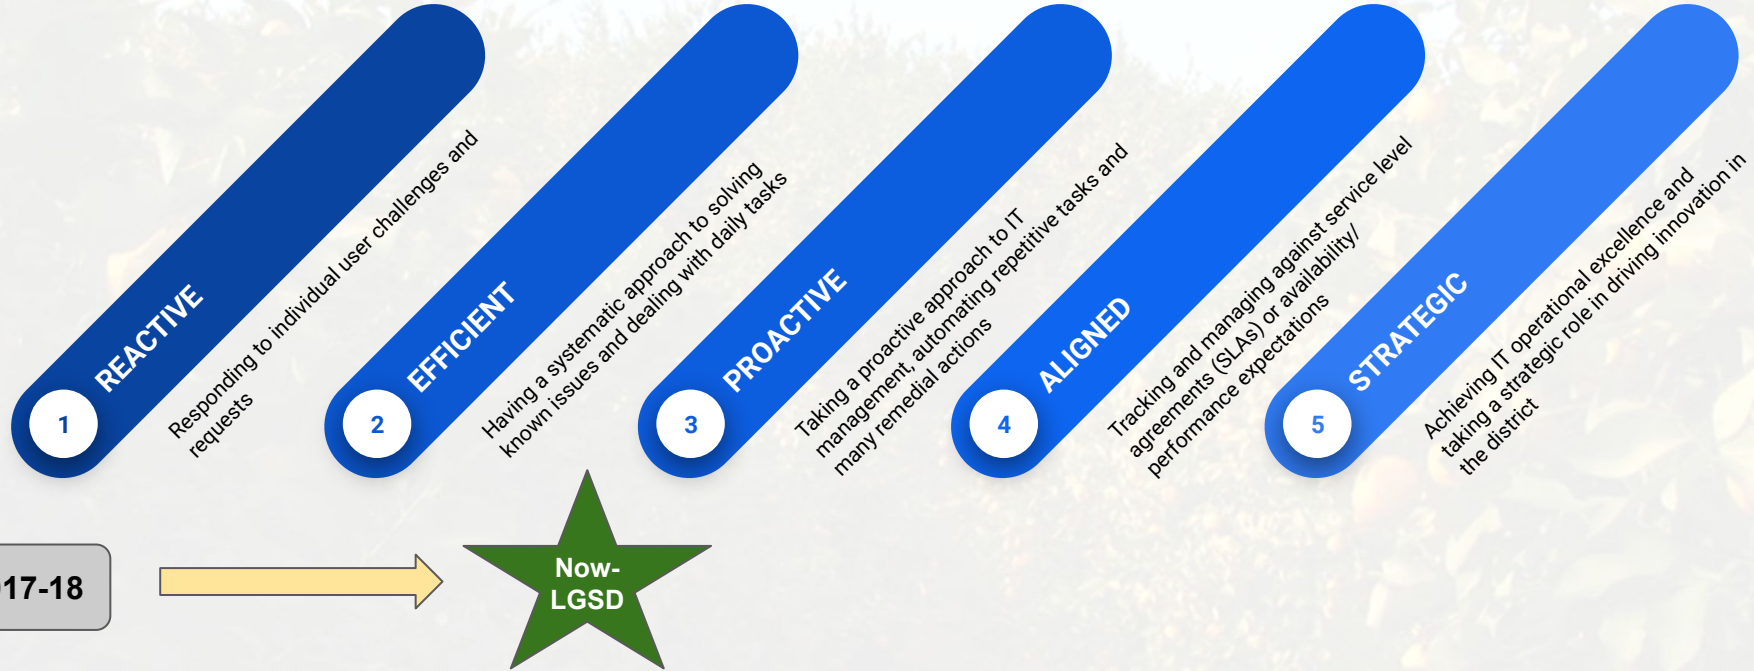 REACTIVE
1
Responding to individual user challenges and
requests
EFFICIENT
2
Having a systematic approach to solving
known issues and dealing with daily tasks
PROACTIVE
3
Taking a proactive approach to IT
management, automating repetitive tasks and
many remedial actions
ALIGNED
4
Tracking and managing against service level
agreements (SLAs) or availability/
performance expectations
STRATEGIC
5
Achieving IT operational excellence and
taking a strategic role in driving innovation in
the district
17-18
Now-
LGSD